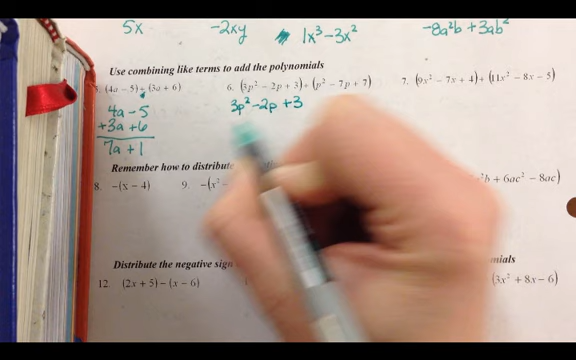 5x -2xy 1x³ - 3x² -8a²b + 3ab²
Use combining like terms to add the polynomials
5. (4a - 5) + (3a + 6) 6. (3p² - 2p + 3) + (p² - 7p + 7) 7. (9x² - 7x + 4) + (11x² - 8x - 5)
4a - 5 3p² - 2p + 3
+3a + 6
7a + 1
Remember how to distribute
8. -(x - 4) 9. -(x² - ²b + 6ac² - 8ac)
Distribute the negative sign
12. (2x + 5) - (x - 6) (3x² + 8x - 6)